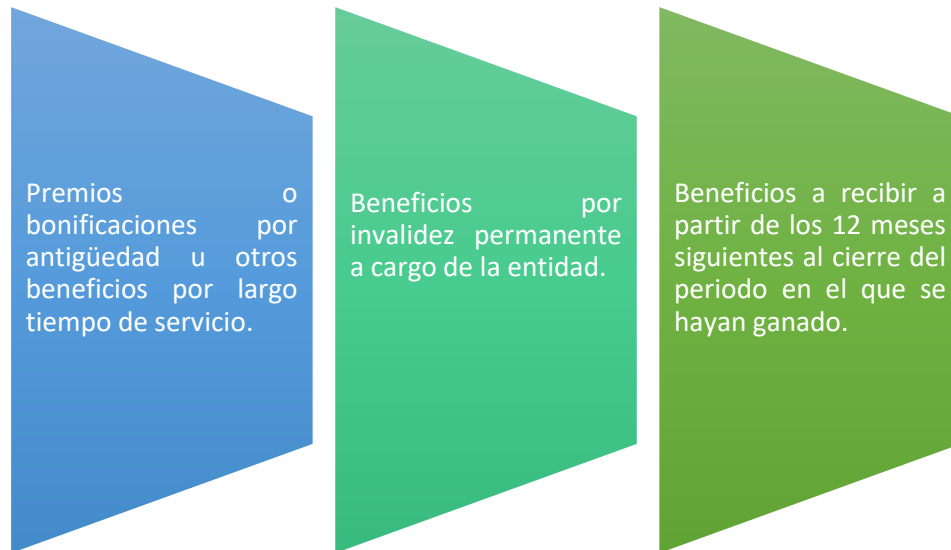 Premios o
bonificaciones por
antigüedad u otros
beneficios por largo
tiempo de servicio.
Beneficios por
invalidez permanente
a cargo de la entidad.
Beneficios a recibir a
partir de los 12 meses
siguientes al cierre del
periodo en el que se
hayan ganado.